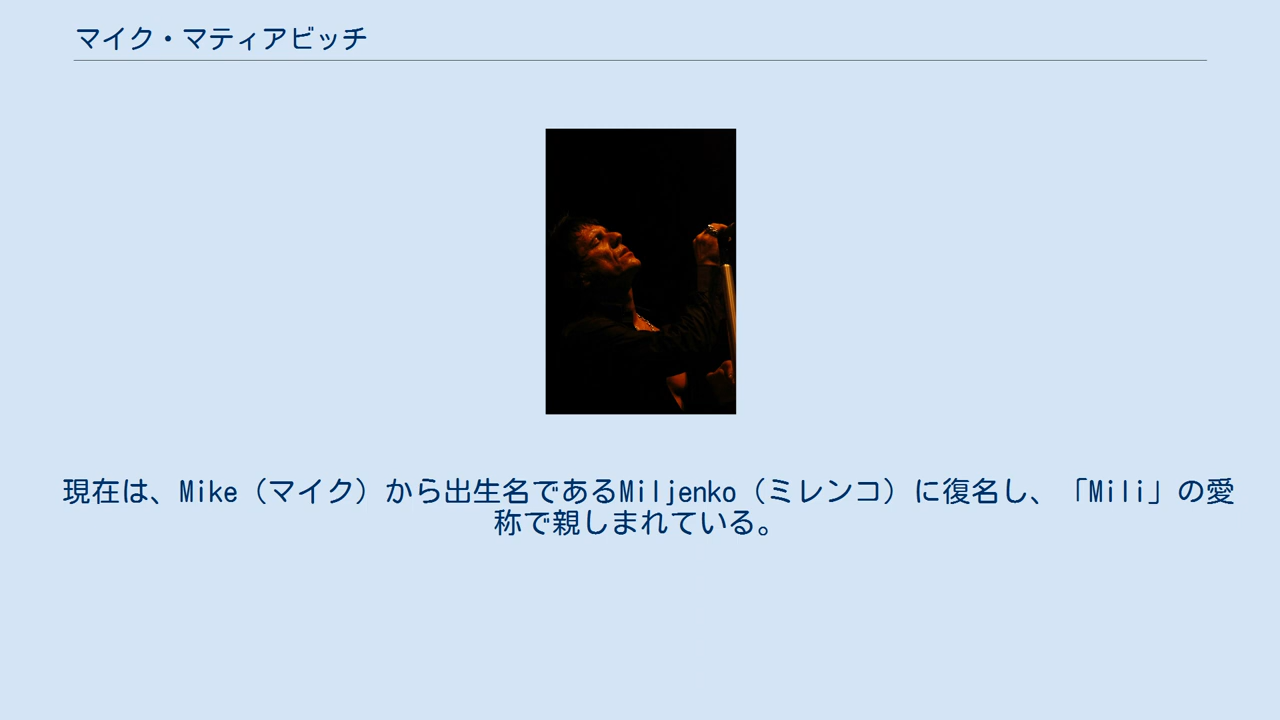 マイク・マティアビッチ
現在は、Mike（マイク）から出生名であるMiljenko（ミレンコ）に復名し、「Mili」の愛
称で親しまれている。